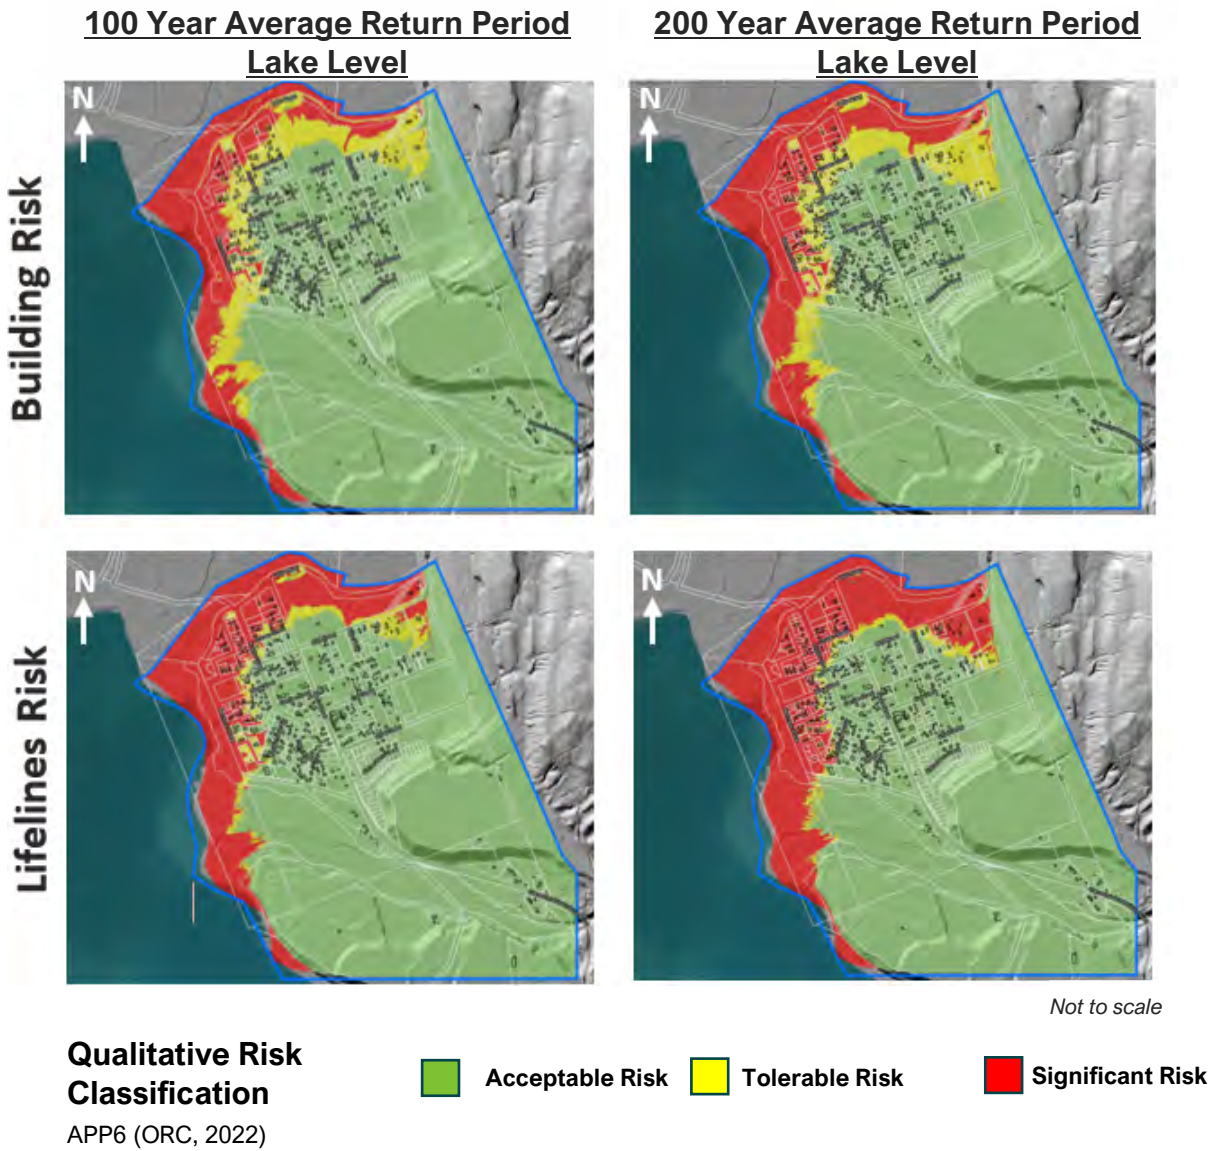 100 Year Average Return Period
Lake Level
200 Year Average Return Period
Lake Level
Building Risk
N
N
Lifelines Risk
N
N
Not to scale
Qualitative Risk
Classification
APP6 (ORC, 2022)
Acceptable Risk
Tolerable Risk
Significant Risk